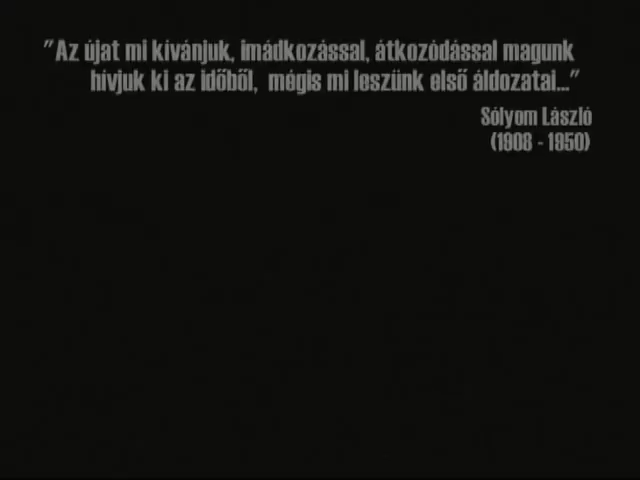 "Az újat mi kívánjuk, imádkozással, átkozódással magunk
hívjuk ki az időből, mégis mi leszünk első áldozatai..."
Sólyom László
(1908 - 1950)